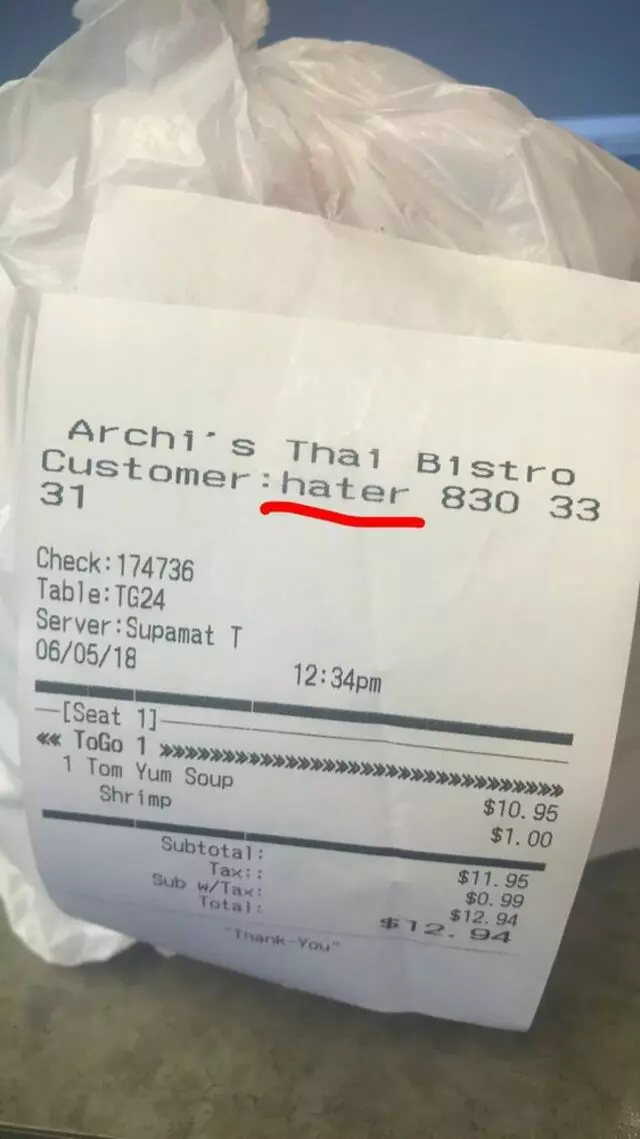 Archi's Thai Bistro
Customer:hater 830 33
31
Check:174736
Table:TG24
Server:Supamat T
06/05/18 12:34pm
[Seat 1]
«« ToGo 1 »»»»»»»»»»»»»»»»»»»»»»»»»»»»»»»»
1 Tom Yum Soup $10.95
Shrimp $1.00
Subtotal: $11.95
Tax:: $0.99
Sub w/Tax: $12.94
Total: $12.94
"Thank-You"